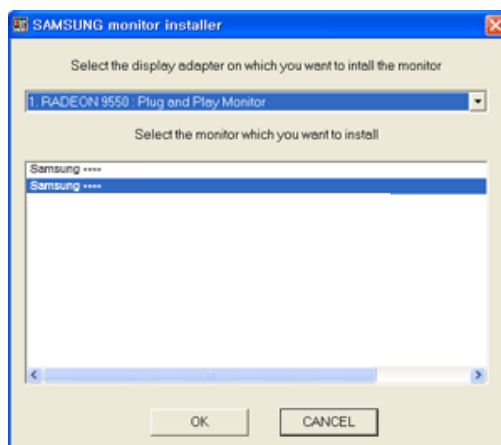 SAMSUNG monitor installer
Select the display adapter on which you want to intall the monitor
1. RADEON 9550 : Plug and Play Monitor
Select the monitor which you want to install
Samsung ****
Samsung ****
OK
CANCEL